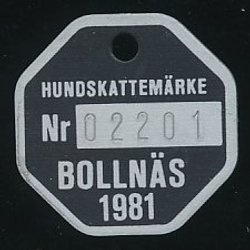 HUNDSKATTEMÄRKE
Nr 02201
BOLLNÄS
1981